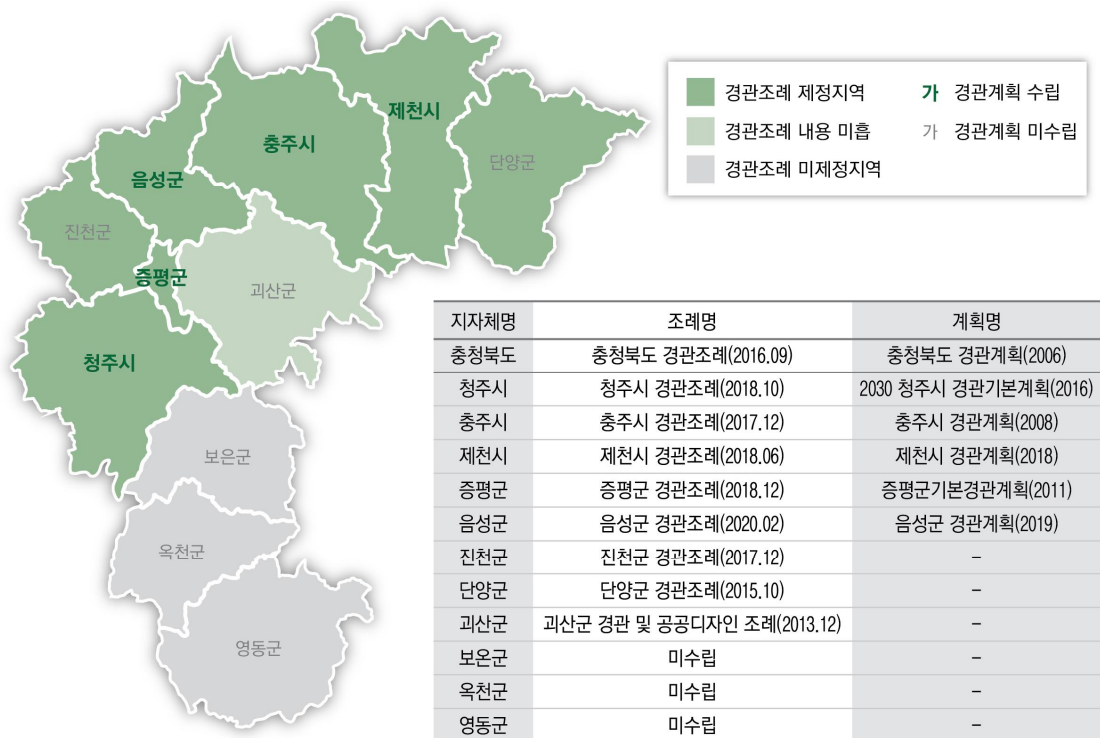 제천시
충주시
단양군
음성군
진천군
증평군
괴산군
청주시
보은군
옥천군
영동군
경관조례 제정지역 가 경관계획 수립
경관조례 내용 미흡 가 경관계획 미수립
경관조례 미제정지역
지자체명 조례명 계획명
충청북도 충청북도 경관조례(2016.09) 충청북도 경관계획(2006)
청주시 청주시 경관조례(2018.10) 2030 청주시 경관기본계획(2016)
충주시 충주시 경관조례(2017.12) 충주시 경관계획(2008)
제천시 제천시 경관조례(2018.06) 제천시 경관계획(2018)
증평군 증평군 경관조례(2018.12) 증평군기본경관계획(2011)
음성군 음성군 경관조례(2020.02) 음성군 경관계획(2019)
진천군 진천군 경관조례(2017.12) –
단양군 단양군 경관조례(2015.10) –
괴산군 괴산군 경관 및 공공디자인 조례(2013.12) –
보온군 미수립 –
옥천군 미수립 –
영동군 미수립 –